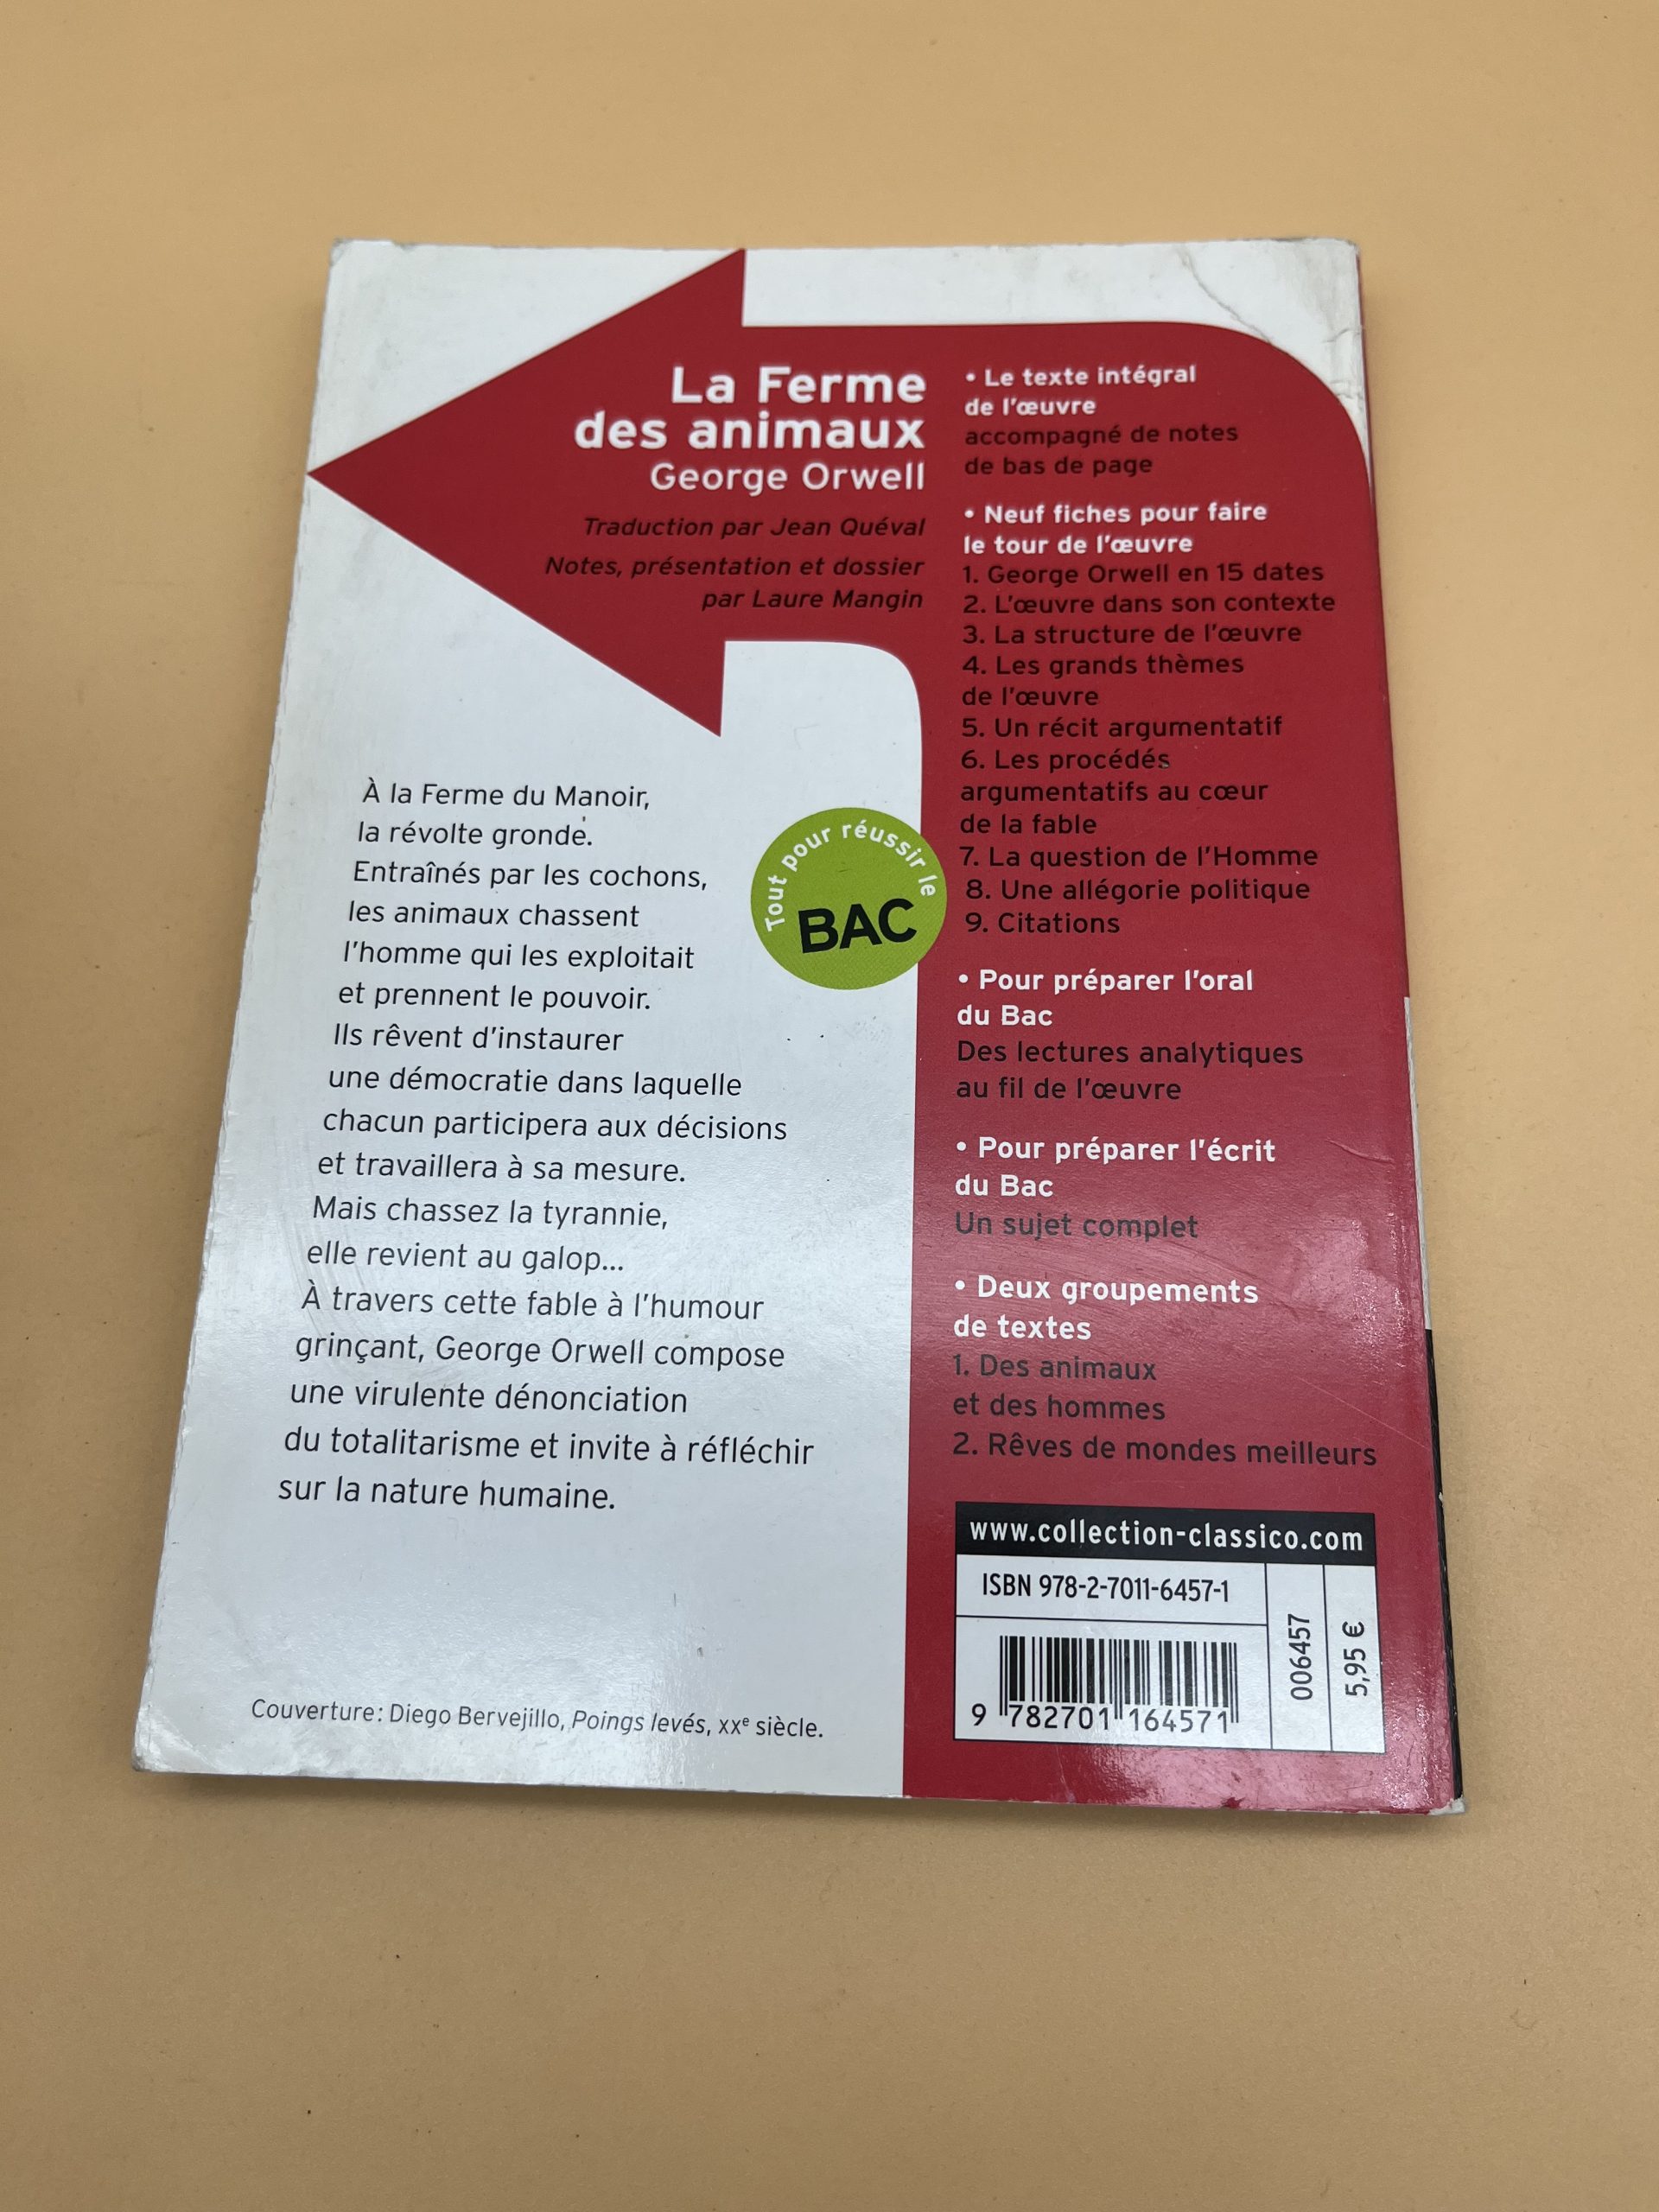 La Ferme
des animaux
George Orwell
Traduction par Jean Quéval
Notes, présentation et dossier
par Laure Mangin
À la Ferme du Manoir,
la révolte gronde.
Entraînés par les cochons,
les animaux chassent
l'homme qui les exploitait
et prennent le pouvoir.
Ils rêvent d'instaurer
une démocratie dans laquelle
chacun participera aux décisions
et travaillera à sa mesure.
Mais chassez la tyrannie,
elle revient au galop...
À travers cette fable à l'humour
grinçant, George Orwell compose
une virulente dénonciation
du totalitarisme et invite à réfléchir
sur la nature humaine.
Couverture: Diego Bervejillo, Poings levés, XXe siècle.
Tout pour réussir le
BAC
• Le texte intégral
de l'œuvre
accompagné de notes
de bas de page
• Neuf fiches pour faire
le tour de l'œuvre
1. George Orwell en 15 dates
2. L'œuvre dans son contexte
3. La structure de l'œuvre
4. Les grands thèmes
de l'œuvre
5. Un récit argumentatif
6. Les procédés
argumentatifs au cœur
de la fable
7. La question de l'Homme
8. Une allégorie politique
9. Citations
• Pour préparer l'oral
du Bac
Des lectures analytiques
au fil de l'œuvre
• Pour préparer l'écrit
du Bac
Un sujet complet
• Deux groupements
de textes
1. Des animaux
et des hommes
2. Rêves de mondes meilleurs
www.collection-classico.com
ISBN 978-2-7011-6457-1
9 782701 164571
006457
5,95 €